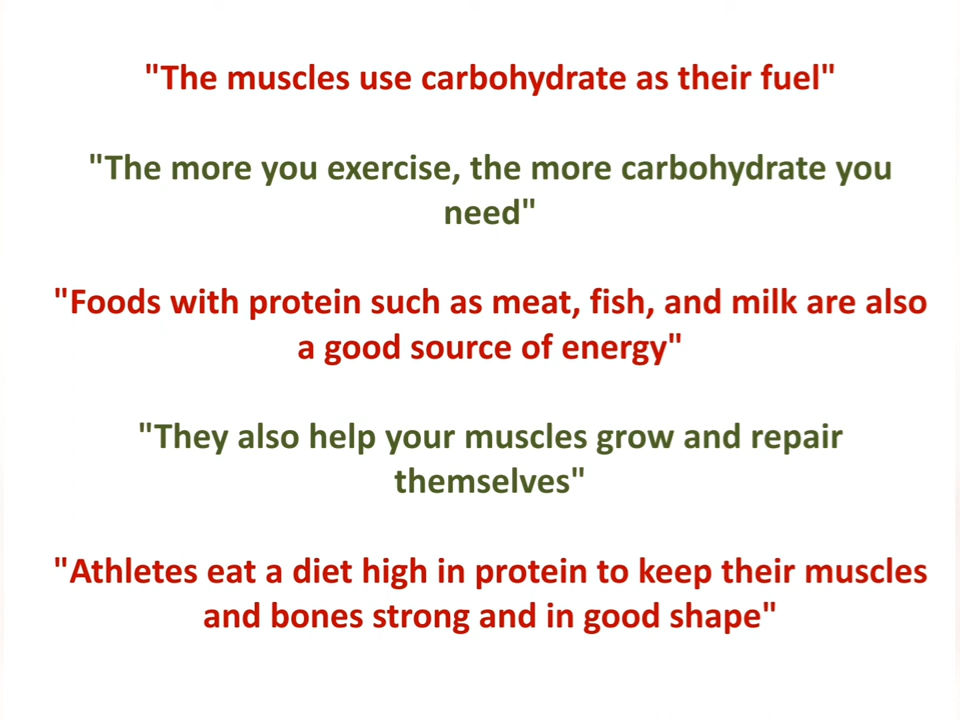 "The muscles use carbohydrate as their fuel"
"The more you exercise, the more carbohydrate you
need"
"Foods with protein such as meat, fish, and milk are also
a good source of energy"
"They also help your muscles grow and repair
themselves"
"Athletes eat a diet high in protein to keep their muscles
and bones strong and in good shape"